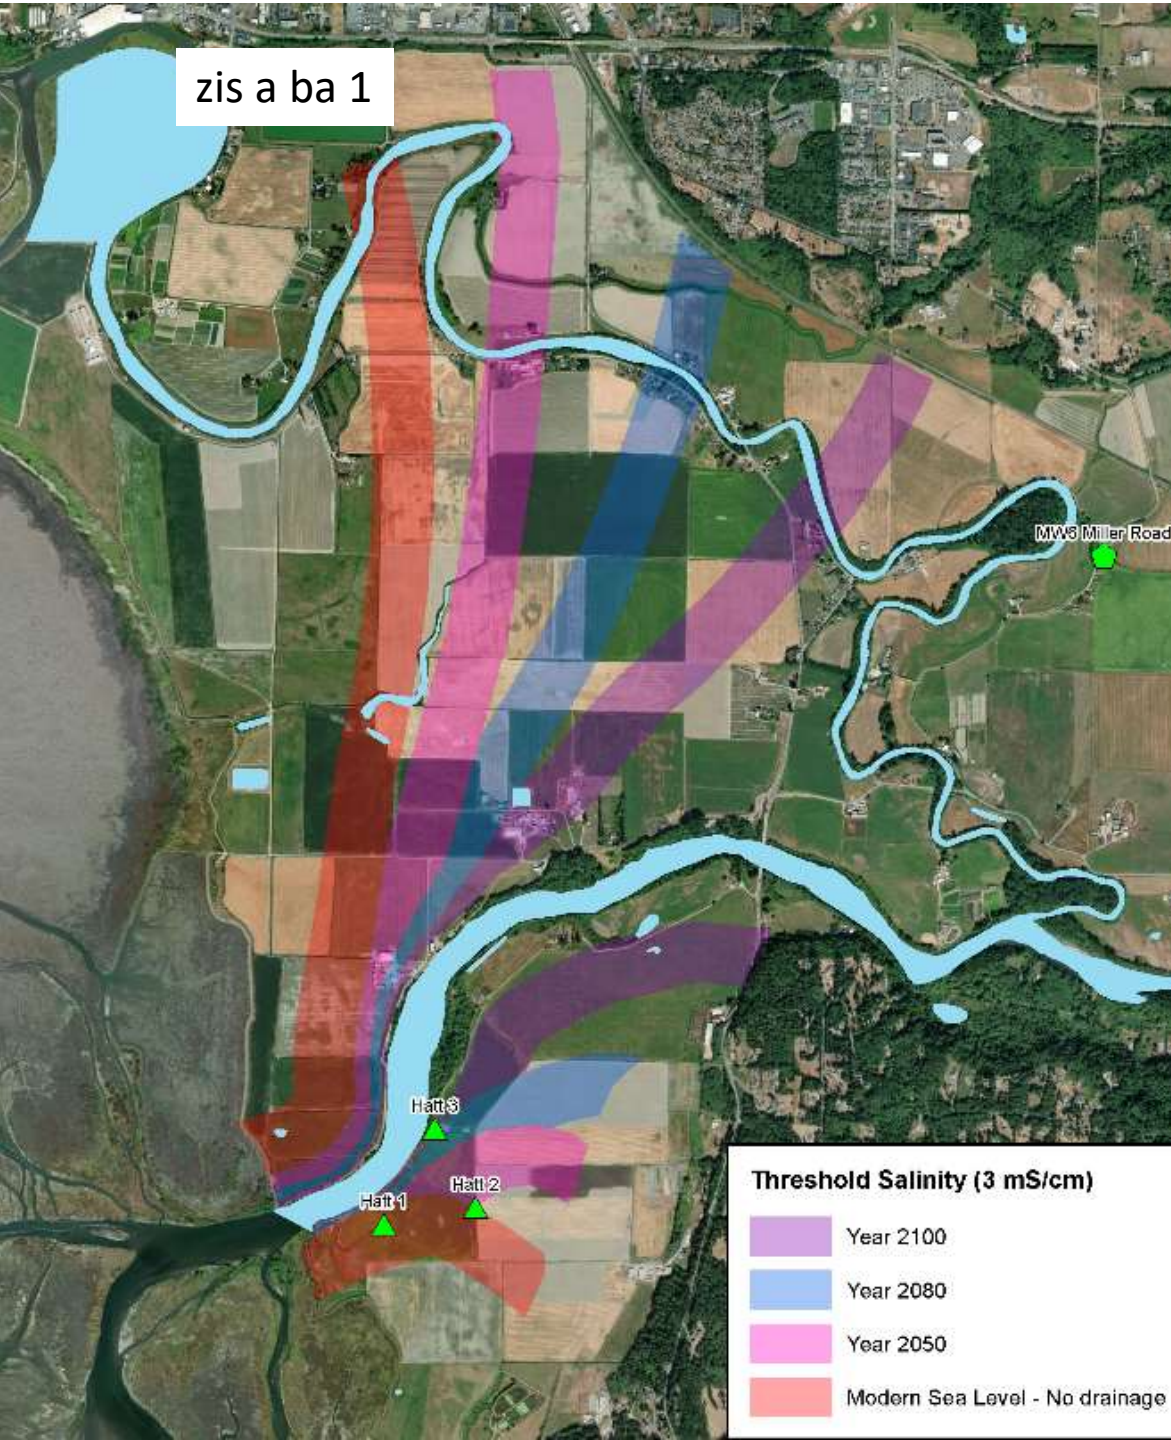 zis a ba 1
MW6 Miller Road
Hatt 3
Hatt 2
Hatt 1
Threshold Salinity (3 mS/cm)
Year 2100
Year 2080
Year 2050
Modern Sea Level - No drainage